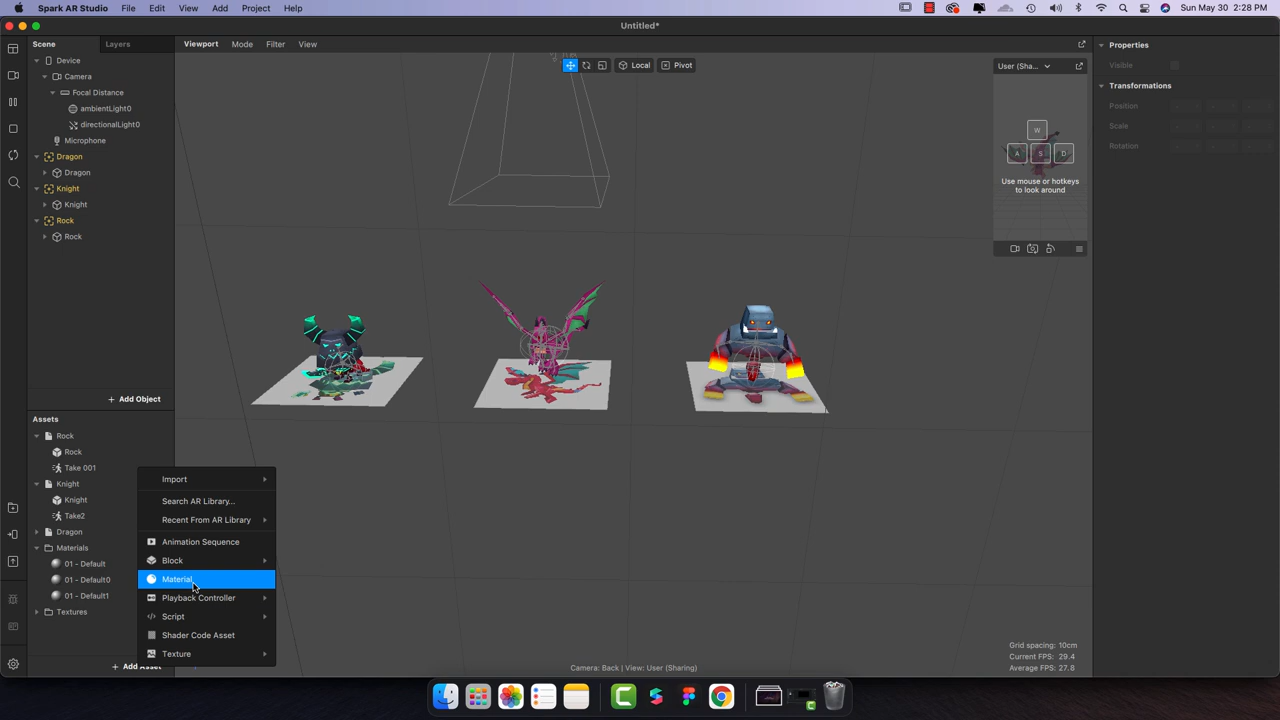 Spark AR Studio File Edit View Add Project Help Sun May 30 2:28 PM
Untitled*
Scene Layers Viewport Mode Filter View
Local Pivot
Device
Camera
Focal Distance
ambientLight0
directionalLight0
Microphone
Dragon
Dragon
Knight
Knight
Rock
Rock
+ Add Object
Assets
Rock
Rock
Take 001
Knight
Knight
Take2
Dragon
Materials
01 - Default
01 - Default0
01 - Default1
Textures
+ Add Asset
Import
Search AR Library...
Recent From AR Library
Animation Sequence
Block
Material
Playback Controller
Script
Shader Code Asset
Texture
User (Sha...
W
A S D
Use mouse or hotkeys
to look around
Properties
Visible
Transformations
Position
Scale
Rotation
Grid spacing: 10cm
Current FPS: 29.4
Average FPS: 27.8
Camera: Back | View: User (Sharing)